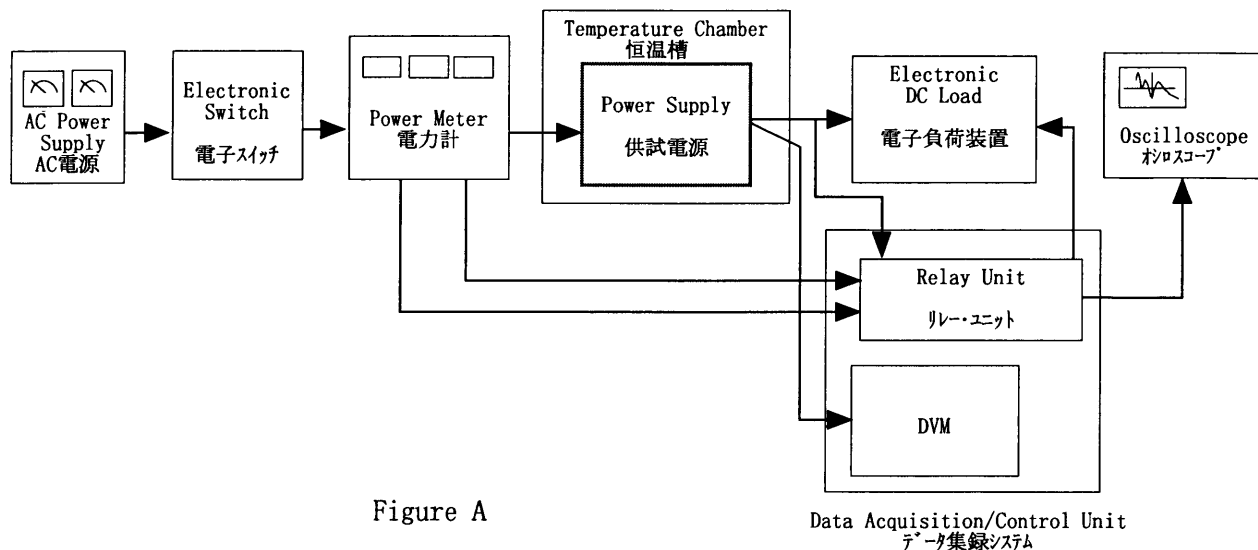 AC Power
Supply
AC電源
Electronic
Switch
電子スイッチ
Power Meter
電力計
Temperature Chamber
恒温槽
Power Supply
供試電源
Electronic
DC Load
電子負荷装置
Oscilloscope
オシロスコープ
Relay Unit
リレー・ユニット
DVM
Figure A
Data Acquisition/Control Unit
データ集録システム